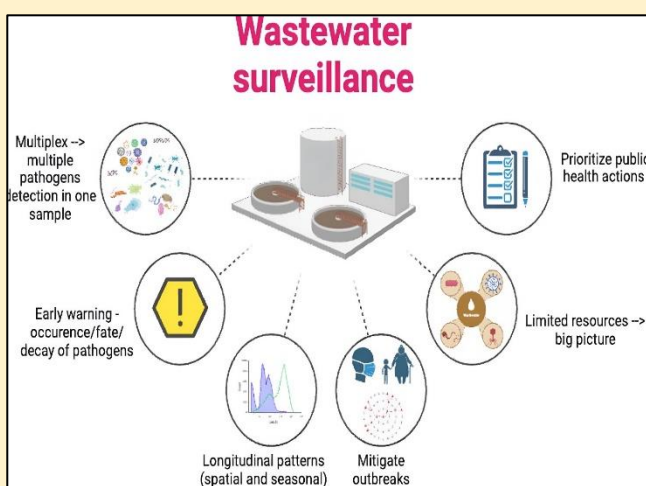 Wastewater
surveillance
Multiplex -->
multiple
pathogens
detection in one
sample
Prioritize public
health actions
Early warning -
occurence/fate/
decay of pathogens
Limited resources -->
big picture
Longitudinal patterns
(spatial and seasonal)
Mitigate
outbreaks